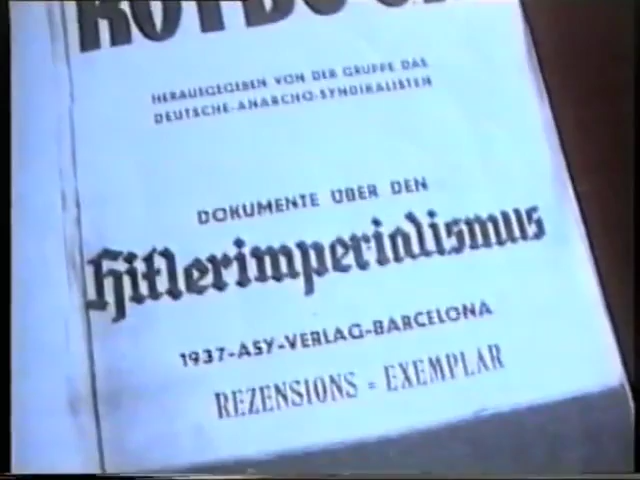 HERAUSGEGEBEN VON DER GRUPPE DAS
DEUTSCHE-ANARCHO-SYNDIKALISTEN
DOKUMENTE ÜBER DEN
Hitlerimperialismus
1937-ASY-VERLAG-BARCELONA
REZENSIONS = EXEMPLAR